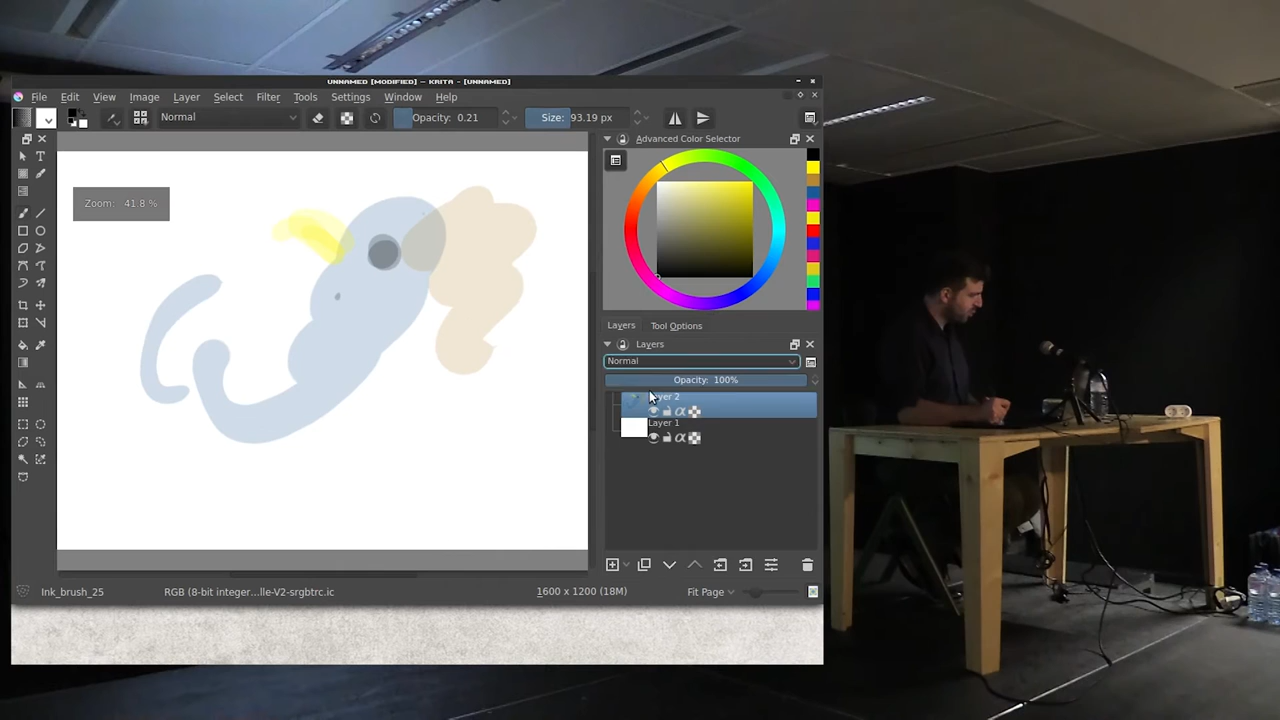 UNNAMED [MODIFIED] – KRITA – [UNNAMED]
File Edit View Image Layer Select Filter Tools Settings Window Help
Normal Opacity: 0.21 Size: 93.19 px
Advanced Color Selector
Zoom: 41.8 %
Layers Tool Options
Layers
Normal
Opacity: 100%
yer 2
Layer 1
Ink_brush_25 RGB (8-bit integer...lle-V2-srgbtrc.ic 1600 x 1200 (18M) Fit Page